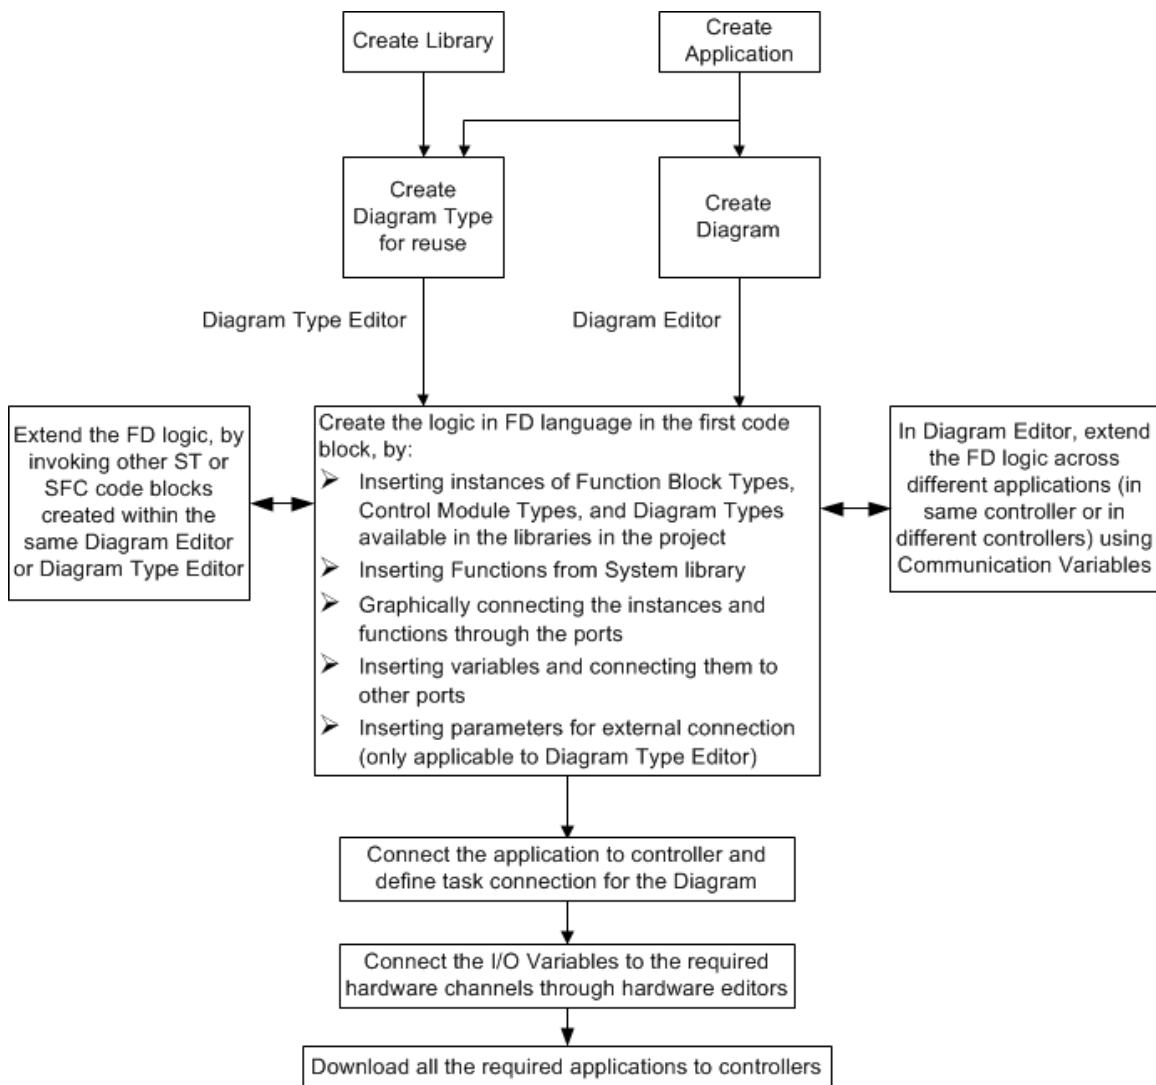 Create Library
Create
Application
Create
Diagram Type
for reuse
Create
Diagram
Diagram Type Editor
Diagram Editor
Extend the FD logic, by
invoking other ST or
SFC code blocks
created within the
same Diagram Editor
or Diagram Type Editor
Create the logic in FD language in the first code
block, by:
➢ Inserting instances of Function Block Types,
Control Module Types, and Diagram Types
available in the libraries in the project
➢ Inserting Functions from System library
➢ Graphically connecting the instances and
functions through the ports
➢ Inserting variables and connecting them to
other ports
➢ Inserting parameters for external connection
(only applicable to Diagram Type Editor)
In Diagram Editor, extend
the FD logic across
different applications (in
same controller or in
different controllers) using
Communication Variables
Connect the application to controller and
define task connection for the Diagram
Connect the I/O Variables to the required
hardware channels through hardware editors
Download all the required applications to controllers